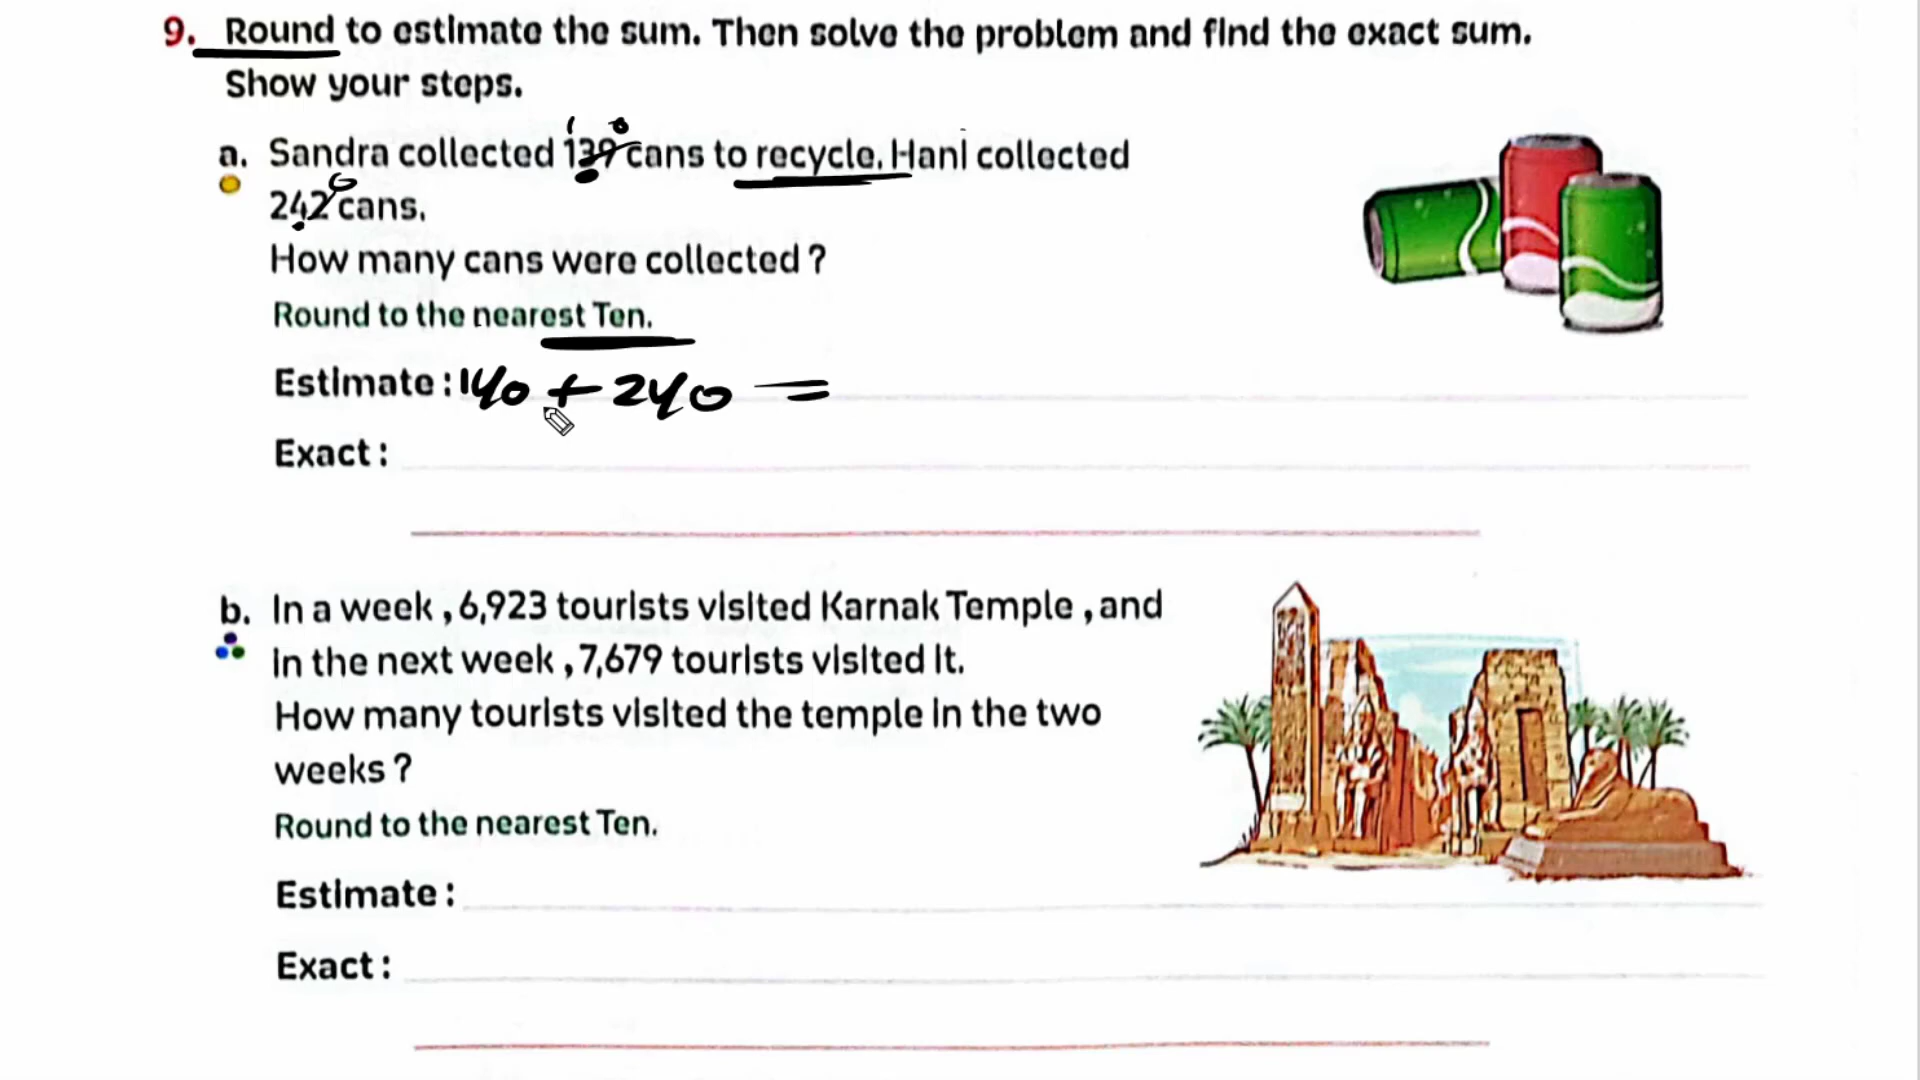 9. Round to estimate the sum. Then solve the problem and find the exact sum.
Show your steps.
a. Sandra collected 139 cans to recycle. Hani collected
242 cans.
How many cans were collected ?
Round to the nearest Ten.
Estimate : 140 + 240 =
Exact :
b. In a week , 6,923 tourists visited Karnak Temple , and
in the next week , 7,679 tourists visited it.
How many tourists visited the temple in the two
weeks ?
Round to the nearest Ten.
Estimate :
Exact :